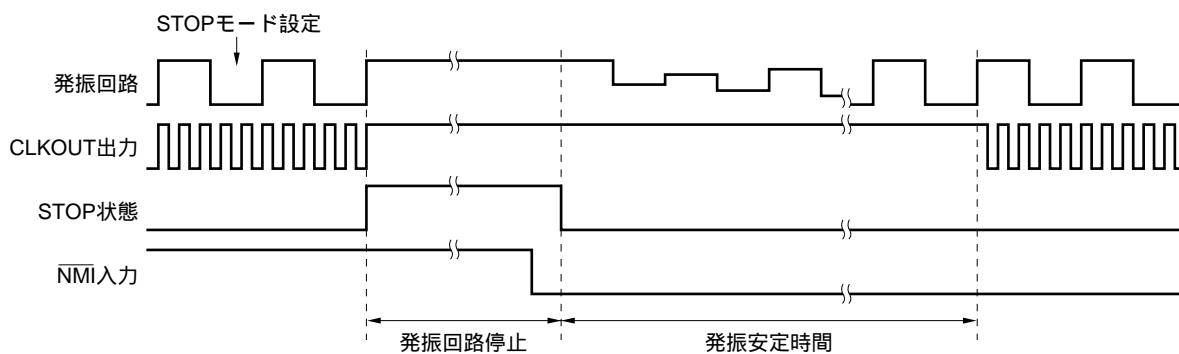 STOPモード設定
発振回路
CLKOUT出力
STOP状態
NMI入力
発振回路停止
発振安定時間